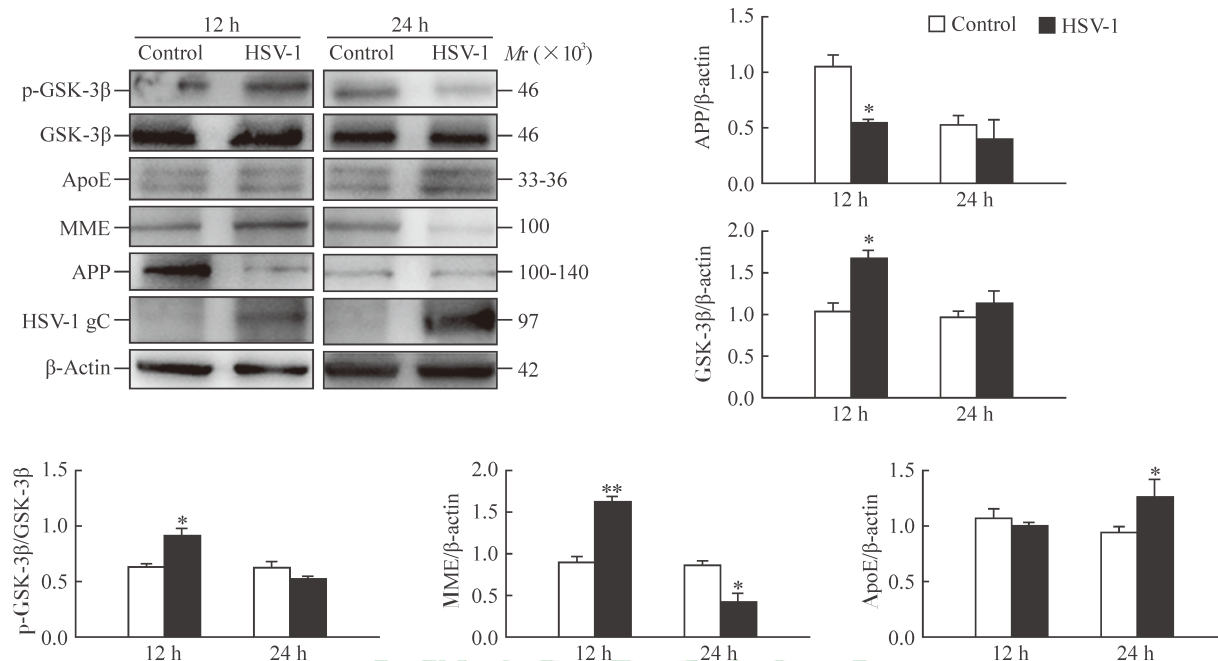 12 h 24 h
Control HSV-1 Control HSV-1 Mr (×10³)
p-GSK-3β 46
GSK-3β 46
ApoE 33-36
MME 100
APP 100-140
HSV-1 gC 97
β-Actin 42
Control HSV-1
APP/β-actin
1.5
1.0
0.5
0.0
*
12 h 24 h
GSK-3β/β-actin
2.0
1.5
1.0
0.5
0.0
*
12 h 24 h
p-GSK-3β/GSK-3β
1.5
1.0
0.5
0.0
*
12 h 24 h
MME/β-actin
2.0
1.5
1.0
0.5
0.0
**
*
12 h 24 h
ApoE/β-actin
1.5
1.0
0.5
0.0
*
12 h 24 h